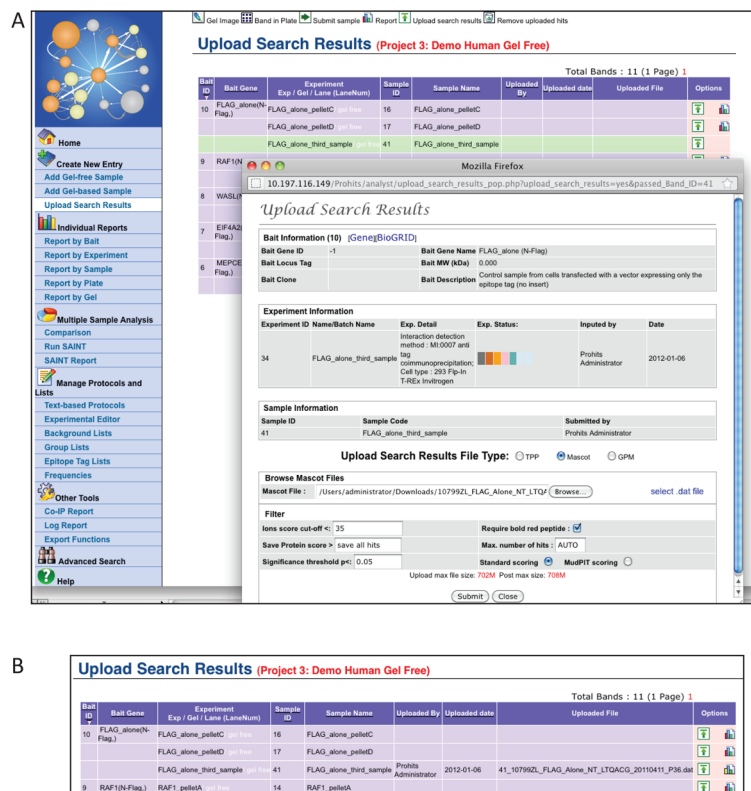 A
Gel Image Band in Plate Submit sample Report Upload search results Remove uploaded hits
Upload Search Results (Project 3: Demo Human Gel Free)
Total Bands : 11 (1 Page) 1
Bait ID Bait Gene Experiment Exp / Gel / Lane (LaneNum) Sample ID Sample Name Uploaded By Uploaded date Uploaded File Options
10 FLAG_alone(N-Flag,) FLAG_alone_pelletC gel free 16 FLAG_alone_pelletC
FLAG_alone_pelletD gel free 17 FLAG_alone_pelletD
FLAG_alone_third_sample gel free 41 FLAG_alone_third_sample
9 RAF1(N
8 WASL(
7 EIF4A2(
Flag,)
6 MEPCE
Flag,)
Home
Create New Entry
Add Gel-free Sample
Add Gel-based Sample
Upload Search Results
Individual Reports
Report by Bait
Report by Experiment
Report by Sample
Report by Plate
Report by Gel
Multiple Sample Analysis
Comparison
Run SAINT
SAINT Report
Manage Protocols and
Lists
Text-based Protocols
Experimental Editor
Background Lists
Group Lists
Epitope Tag Lists
Frequencies
Other Tools
Co-IP Report
Log Report
Export Functions
Advanced Search
Help
Mozilla Firefox
10.197.116.149/Prohits/analyst/upload_search_results_pop.php?upload_search_results=yes&passed_Band_ID=41
Upload Search Results
Bait Information (10) [Gene][BioGRID]
Bait Gene ID -1 Bait Gene Name FLAG_alone (N-Flag)
Bait Locus Tag Bait MW (kDa) 0.000
Bait Clone Bait Description Control sample from cells transfected with a vector expressing only the
epitope tag (no insert)
Experiment Information
Experiment ID Name/Batch Name Exp. Detail Exp. Status: Inputed by Date
34 FLAG_alone_third_sample Interaction detection
method : MI:0007 anti
tag
coimmunoprecipitation;
Cell type : 293 Flp-In
T-REx Invitrogen
Prohits
Administrator
2012-01-06
Sample Information
Sample ID Sample Code Submitted by
41 FLAG_alone_third_sample Prohits Administrator
Upload Search Results File Type: TPP Mascot GPM
Browse Mascot Files
Mascot File : /Users/administrator/Downloads/10799ZL_FLAG_Alone_NT_LTQA Browse... select .dat file
Filter
Ions score cut-off <: 35 Require bold red peptide :
Save Protein score > save all hits Max. number of hits : AUTO
Significance threshold p<: 0.05 Standard scoring MudPIT scoring
Upload max file size: 702M Post max size: 708M
Submit Close
B
Upload Search Results (Project 3: Demo Human Gel Free)
Total Bands : 11 (1 Page) 1
Bait ID Bait Gene Experiment Exp / Gel / Lane (LaneNum) Sample ID Sample Name Uploaded By Uploaded date Uploaded File Options
10 FLAG_alone(N-Flag,) FLAG_alone_pelletC gel free 16 FLAG_alone_pelletC
FLAG_alone_pelletD gel free 17 FLAG_alone_pelletD
FLAG_alone_third_sample gel free 41 FLAG_alone_third_sample Prohits Administrator 2012-01-06 41_10799ZL_FLAG_Alone_NT_LTQACG_20110411_P36.dat
9 RAF1(N-Flag,) RAF1_pelletA 14 RAF1_pelletA